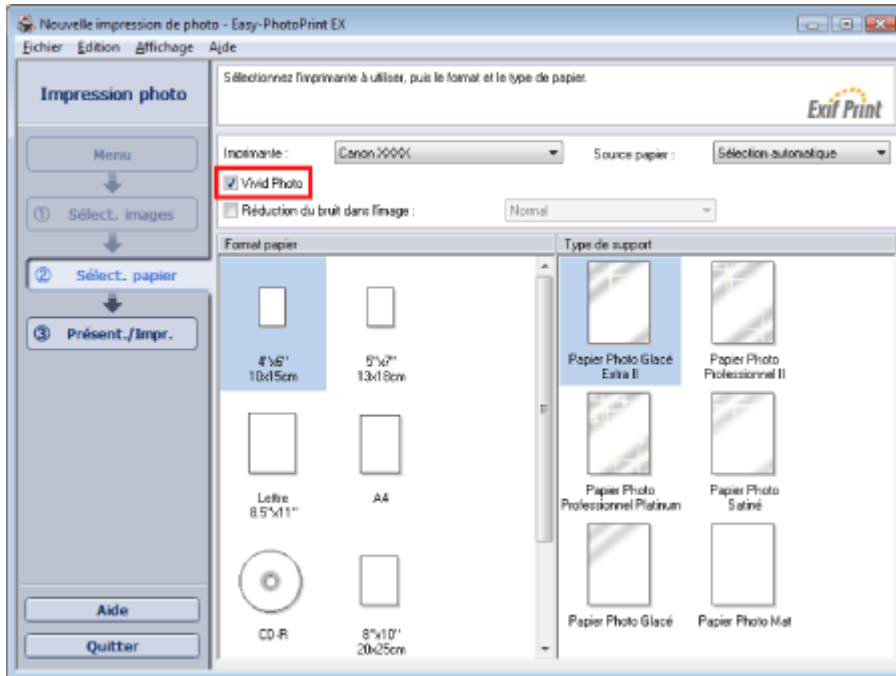 Nouvelle impression de photo - Easy-PhotoPrint EX
Fichier Edition Affichage Aide
Impression photo
Sélectionnez l'imprimante à utiliser, puis le format et le type de papier.
Exif Print
Menu
Imprimante : Canon XXXX Source papier : Sélection automatique
Vivid Photo
① Sélect. images
Réduction du bruit dans l'image : Normal
Format papier Type de support
② Sélect. papier
③ Présent./Impr.
4"x6" 5"x7" Papier Photo Glacé Papier Photo
10x15cm 13x18cm Extra II Professionnel II
Lettre A4 Papier Photo Papier Photo
8.5"x11" Professionnel Platinum Satiné
Aide
CD-R 8"x10" Papier Photo Glacé Papier Photo Mat
20x25cm
Quitter